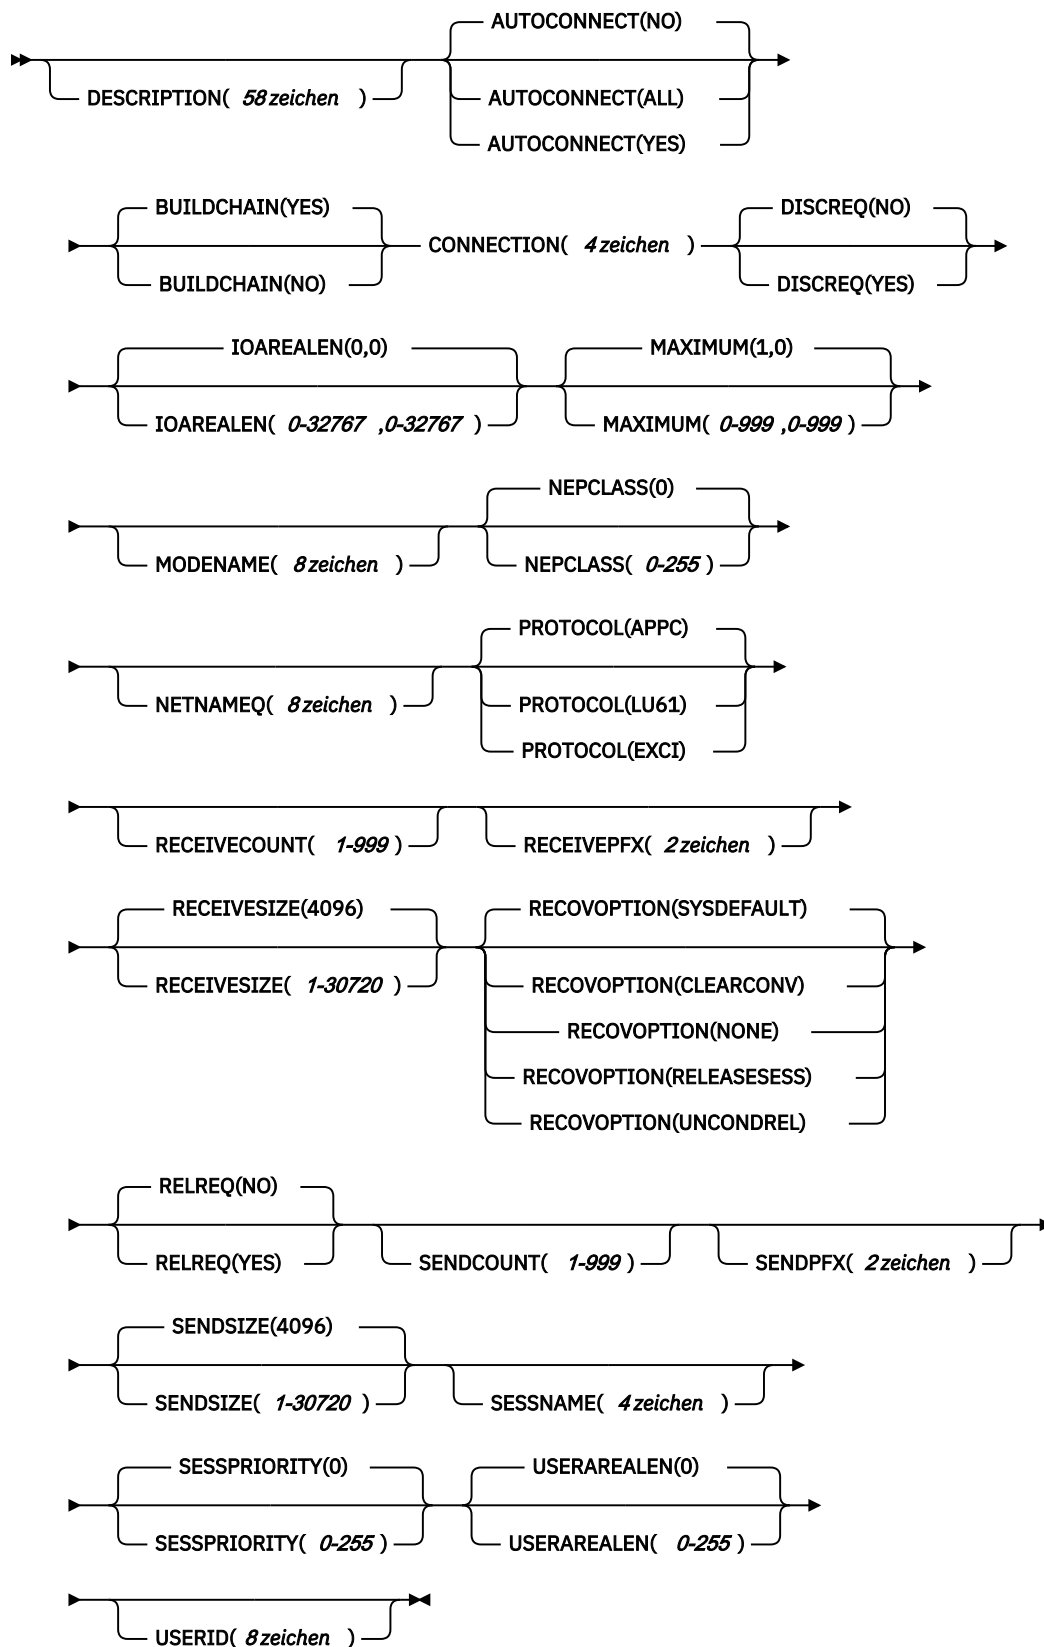 AUTOCONNECT(NO)
DESCRIPTION( 58 zeichen )
AUTOCONNECT(ALL)
AUTOCONNECT(YES)
BUILDCHAIN(YES)
CONNECTION( 4 zeichen )
DISCREQ(NO)
BUILDCHAIN(NO)
DISCREQ(YES)
IOAREALEN(0,0)
MAXIMUM(1,0)
IOAREALEN( 0-32767 ,0-32767 )
MAXIMUM( 0-999 ,0-999 )
NEPCLASS(0)
MODENAME( 8 zeichen )
NEPCLASS( 0-255 )
PROTOCOL(APPC)
NETNAMEQ( 8 zeichen )
PROTOCOL(LU61)
PROTOCOL(EXCI)
RECEIVECOUNT( 1-999 )
RECEIVEPFX( 2 zeichen )
RECEIVESIZE(4096)
RECOVOPTION(SYSDEFAULT)
RECEIVESIZE( 1-30720 )
RECOVOPTION(CLEARCONV)
RECOVOPTION(NONE)
RECOVOPTION(RELEASESESS)
RECOVOPTION(UNCONDREL)
RELREQ(NO)
RELREQ(YES)
SENDCOUNT( 1-999 )
SENDPFX( 2 zeichen )
SENDSIZE(4096)
SENDSIZE( 1-30720 )
SESSNAME( 4 zeichen )
SESSPRIORITY(0)
USERAREALEN(0)
SESSPRIORITY( 0-255 )
USERAREALEN( 0-255 )
USERID( 8 zeichen )